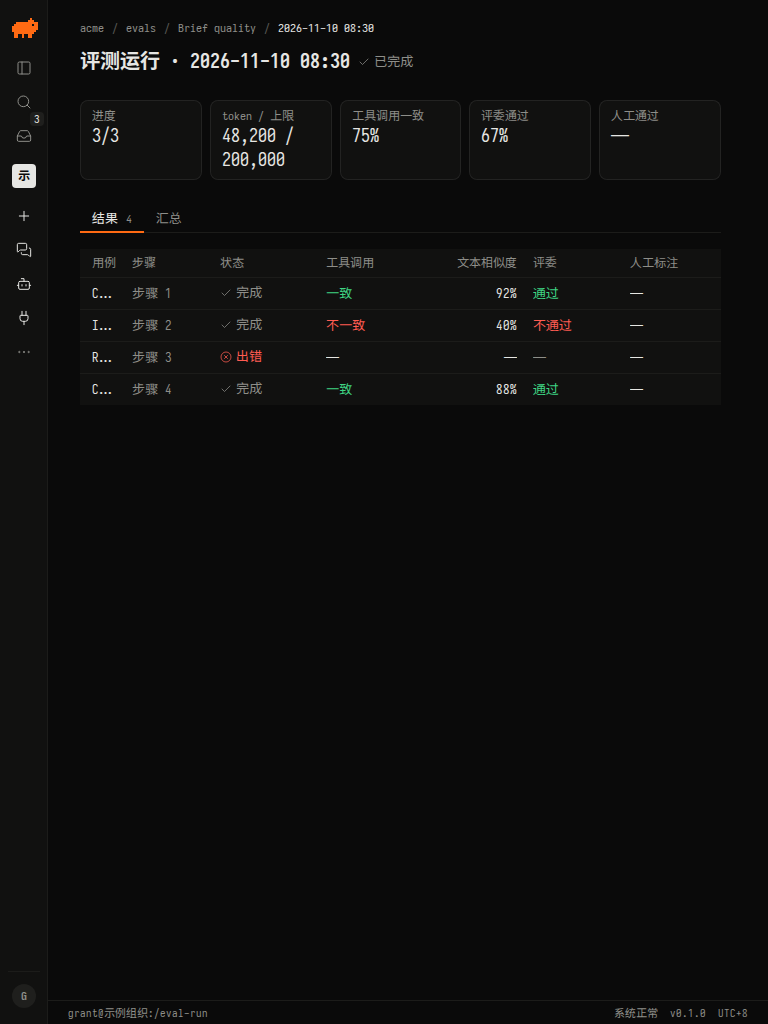 acme / evals / Brief quality / 2026-11-10 08:30
评测运行 · 2026-11-10 08:30 已完成
3
示
进度
3/3
token / 上限
48,200 /
200,000
工具调用一致
75%
评委通过
67%
人工通过
—
结果 4 汇总
用例 步骤 状态 工具调用 文本相似度 评委 人工标注
C... 步骤 1 完成 一致 92% 通过 —
I... 步骤 2 完成 不一致 40% 不通过 —
R... 步骤 3 出错 — — — —
C... 步骤 4 完成 一致 88% 通过 —
G
grant@示例组织:/eval-run 系统正常 v0.1.0 UTC+8